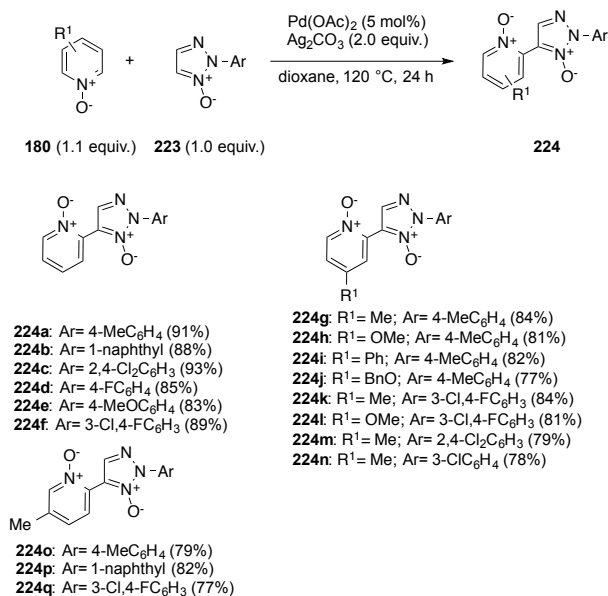 R1
N+
O-
+
N
N-Ar
N+
O-
Pd(OAc)2 (5 mol%)
Ag2CO3 (2.0 equiv.)
dioxane, 120 °C, 24 h
O-
N+
N
N-Ar
N+
O-
R1
180 (1.1 equiv.)
223 (1.0 equiv.)
224
O-
N+
N
N-Ar
N+
O-
224a: Ar= 4-MeC6H4 (91%)
224b: Ar= 1-naphthyl (88%)
224c: Ar= 2,4-Cl2C6H3 (93%)
224d: Ar= 4-FC6H4 (85%)
224e: Ar= 4-MeOC6H4 (83%)
224f: Ar= 3-Cl,4-FC6H3 (89%)
O-
N+
N
N-Ar
N+
O-
R1
224g: R1= Me; Ar= 4-MeC6H4 (84%)
224h: R1= OMe; Ar= 4-MeC6H4 (81%)
224i: R1= Ph; Ar= 4-MeC6H4 (82%)
224j: R1= BnO; Ar= 4-MeC6H4 (77%)
224k: R1= Me; Ar= 3-Cl,4-FC6H3 (84%)
224l: R1= OMe; Ar= 3-Cl,4-FC6H3 (81%)
224m: R1= Me; Ar= 2,4-Cl2C6H3 (79%)
224n: R1= Me; Ar= 3-ClC6H4 (78%)
O-
N+
N
N-Ar
N+
O-
Me
224o: Ar= 4-MeC6H4 (79%)
224p: Ar= 1-naphthyl (82%)
224q: Ar= 3-Cl,4-FC6H3 (77%)